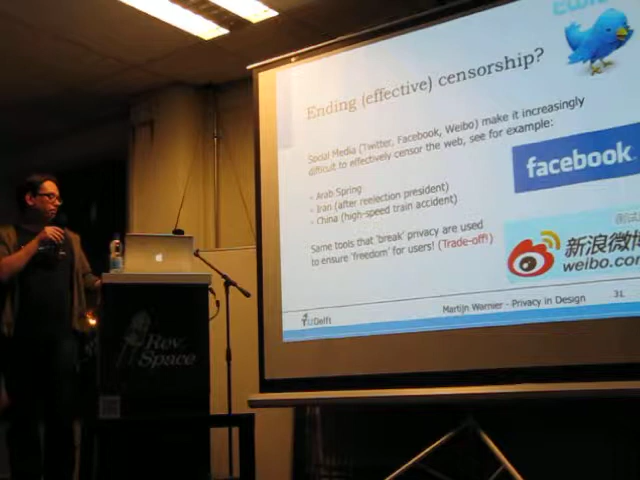 Ending (effective) censorship?
Social Media (Twitter, Facebook, Weibo) make it increasingly
difficult to effectively censor the web, see for example:
facebook
- Arab Spring
- Iran (after reelection president)
- China (high-speed train accident)
新浪微博
weibo.com
Same tools that 'break' privacy are used
to ensure 'freedom' for users! (Trade-off!)
TUDelft
Martijn Warnier - Privacy in Design
31
Rev
Space